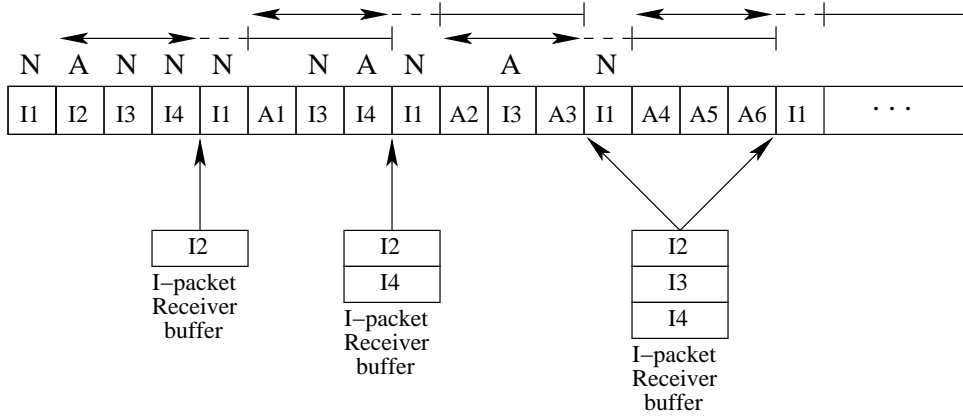 N A N N N N A N A N
I1 I2 I3 I4 I1 A1 I3 I4 I1 A2 I3 A3 I1 A4 A5 A6 I1 · · ·
I2
I−packet
Receiver
buffer
I2
I4
I−packet
Receiver
buffer
I2
I3
I4
I−packet
Receiver
buffer